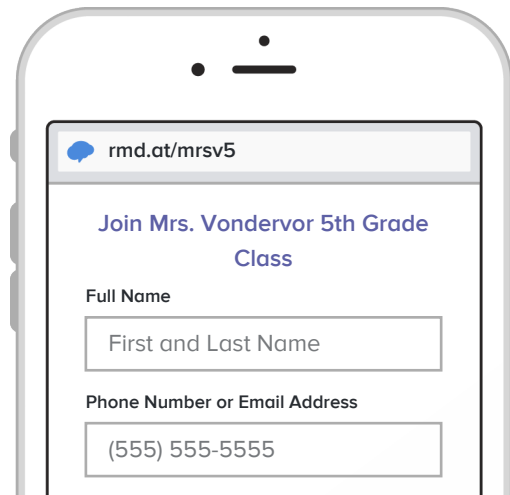 rmd.at/mrsv5
Join Mrs. Vondervor 5th Grade
Class
Full Name
First and Last Name
Phone Number or Email Address
(555) 555-5555